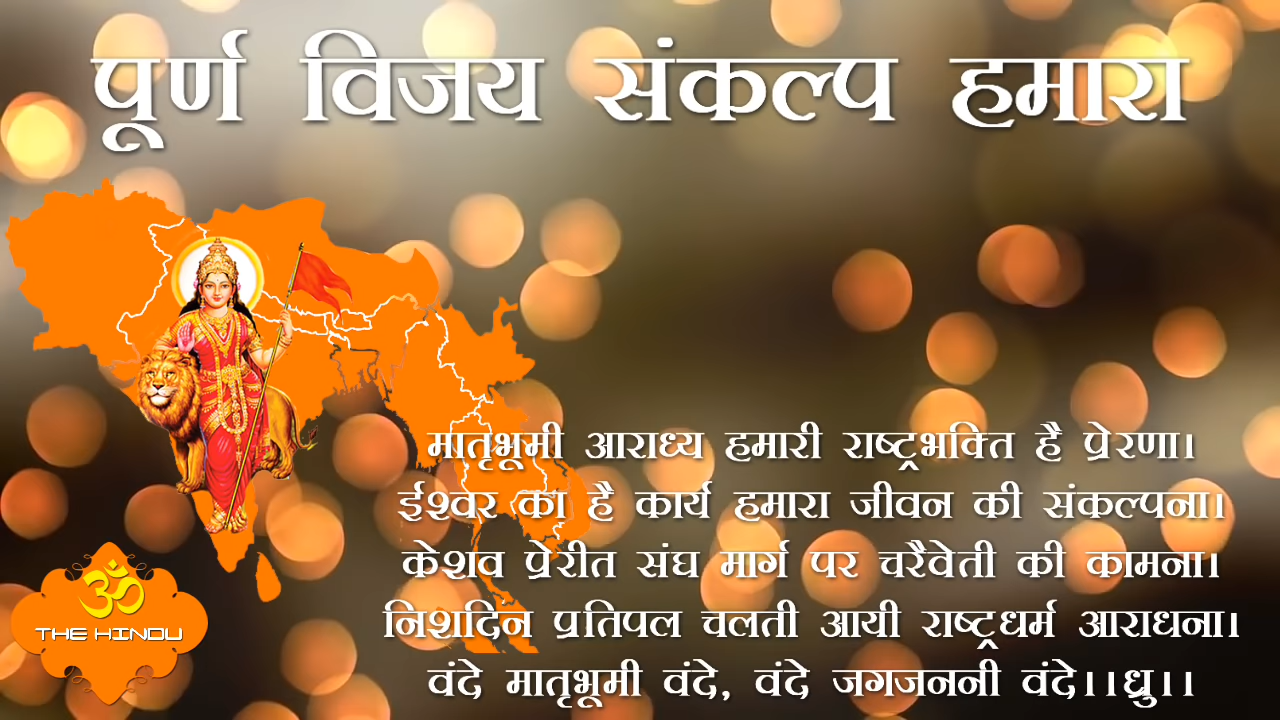 पूर्ण विजय संकल्प हमारा
मातृभूमी आराध्य हमारी राष्ट्रभक्ति है प्रेरणा।
ईश्वर का है कार्य हमारा जीवन की संकल्पना।
केशव प्रेरीत संघ मार्ग पर चरैवेती की कामना।
निशदिन प्रतिपल चलती आयी राष्ट्रधर्म आराधना।
वंदे मातृभूमी वंदे, वंदे जगजननी वंदे।।ध्रु।।
ॐ
THE HINDU